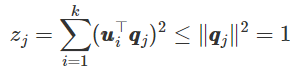 $z_j = \sum_{i=1}^{k} (\boldsymbol{u}_i^\top \boldsymbol{q}_j)^2 \leq \|\boldsymbol{q}_j\|^2 = 1$